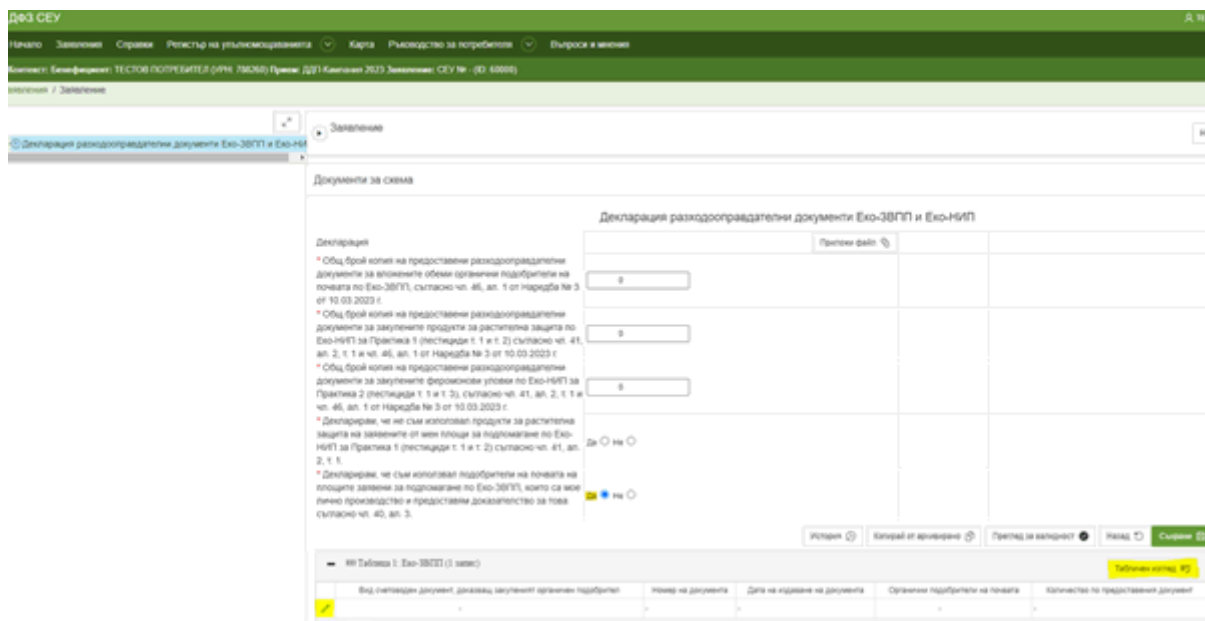 ДФЗ СЕУ
Начало Заявления Справки Регистър на упълномощаванията Карта Ръководство за потребителя Въпроси и мнения
Контекст: Бенефициент: ТЕСТОВ ПОТРЕБИТЕЛ (УРН: 788260) Прием: ДДП-Кампания 2023 Заявление: СЕУ № - (ID: 60000)
Заявление
Декларация разходооправдателни документи Еко-ЗВПП и Еко-НИП
Заявление
Документи за схема
Декларация разходооправдателни документи Еко-ЗВПП и Еко-НИП
Декларация
Приложи файл
* Общ брой копия на предоставени разходооправдателни
документи за вложените обеми органични подобрители на
почвата по Еко-ЗВПП, съгласно чл. 46, ал. 1 от Наредба № 3
от 10.03.2023 г.
0
* Общ брой копия на предоставени разходооправдателни
документи за закупените продукти за растителна защита по
Еко-НИП за Практика 1 (пестициди т. 1 и т. 2) съгласно чл. 41,
ал. 2, т. 1 и чл. 46, ал. 1 от Наредба № 3 от 10.03.2023 г.
0
* Общ брой копия на предоставени разходооправдателни
документи за закупените феромонови уловки по Еко-НИП за
Практика 2 (пестициди т. 1 и т. 3), съгласно чл. 41, ал. 2, т. 1 и
чл. 46, ал. 1 от Наредба № 3 от 10.03.2023 г.
0
* Декларирам, че не съм използвал продукти за растителна
защита на заявените от мен площи за подпомагане по Еко-
НИП за Практика 1 (пестициди т. 1 и т. 2) съгласно чл. 41, ал.
2, т. 1.
Да Не
* Декларирам, че съм използвал подобрители на почвата на
площите заявени за подпомагане по Еко-ЗВПП, които са мое
лично производство и предоставям доказателство за това
съгласно чл. 40, ал. 3.
Да Не
История Копирай от архивирано Преглед за валидност Назад Съхрани
Таблица 1: Еко-ЗВПП (1 запис)
Табличен изглед
Вид счетоводен документ, доказващ закупеният органичен подобрител Номер на документа Дата на издаване на документа Органични подобрители на почвата Количество по предоставения документ
- - - - -